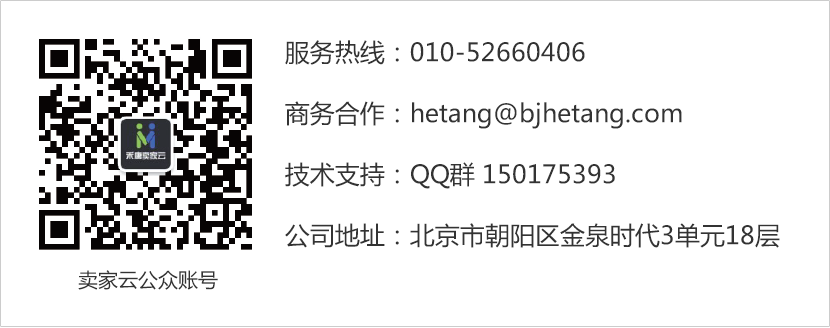 服务热线：010-52660406
商务合作：hetang@bjhetang.com
技术支持：QQ群 150175393
公司地址：北京市朝阳区金泉时代3单元18层
禾唐卖家云
卖家云公众账号